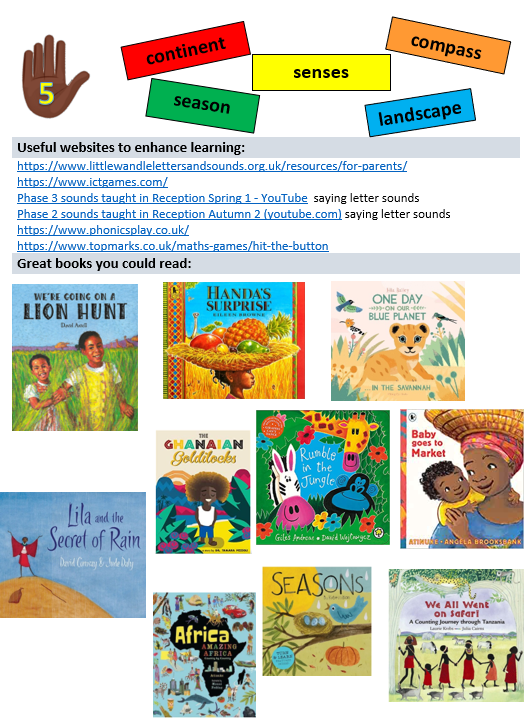 5
continent
compass
senses
season
landscape
Useful websites to enhance learning:
https://www.littlewandlelettersandsounds.org.uk/resources/for-parents/
https://www.ictgames.com/
Phase 3 sounds taught in Reception Spring 1 - YouTube  saying letter sounds
Phase 2 sounds taught in Reception Autumn 2 (youtube.com) saying letter sounds
https://www.phonicsplay.co.uk/
https://www.topmarks.co.uk/maths-games/hit-the-button
Great books you could read:
WE'RE GOING ON A
LION HUNT
David Axtell
HANDA'S
SURPRISE
EILEEN BROWNE
ONE DAY
ON OUR
BLUE PLANET
IN THE SAVANNAH
THE
GHANAIAN
Goldilocks
Rumble
in the
Jungle
Giles Andreae
David Wojtowycz
Baby
goes to
Market
ATINUKE • ANGELA BROOKSBANK
Lila and the
Secret of Rain
David Conway & Jude Daly
Africa
AMAZING
AFRICA
SEASONS
We All Went
on Safari
A Counting Journey through Tanzania
Laurie Krebs
Julia Cairns